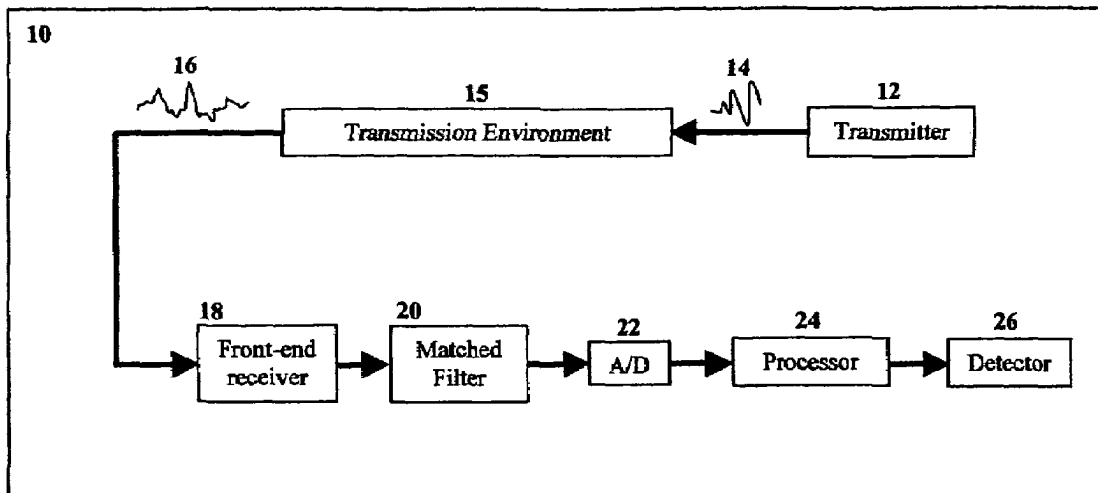 10
16
14
15
12
Transmission Environment
Transmitter
18
20
22
24
26
Front-end
receiver
Matched
Filter
A/D
Processor
Detector